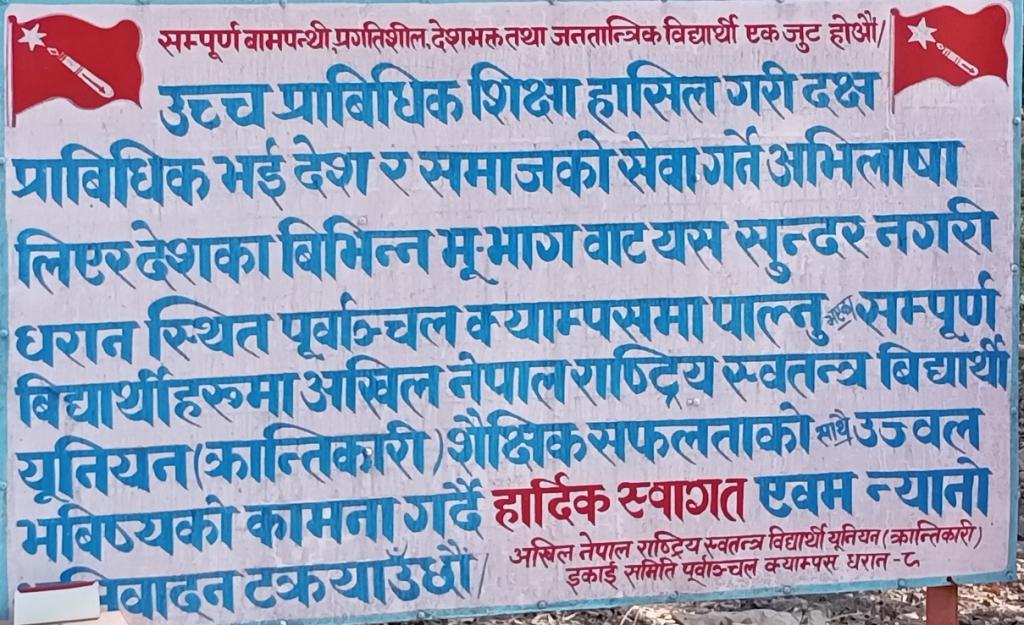 सम्पूर्ण बामपन्थी,प्रगतिशील,देशभक्त तथा जनतान्त्रिक विद्यार्थी एक जुट होऔं/
उच्च प्राबिधिक शिक्षा हासिल गरी दक्ष
प्राबिधिक भई देश र समाजको सेवा गर्ने अभिलाषा
लिएर देशका बिभिन्न भू-भाग वाट यस सुन्दर नगरी
धरान स्थित पूर्वाञ्चल क्याम्पसमा पाल्नु भएका सम्पूर्ण
बिद्यार्थीहरुमा अखिल नेपाल राष्ट्रिय स्वतन्त्र बिद्यार्थी
यूनियन (क्रान्तिकारी) शैक्षिक सफलताको साथै उज्वल
भबिष्यको कामना गर्दै हार्दिक स्वागत एवम न्यानो
टक्रयाउँछौं/
अखिल नेपाल राष्ट्रिय स्वतन्त्र विद्यार्थी यूनियन (क्रान्तिकारी)
इकाई समिति पूर्वाञ्चल क्याम्पस धरान-८